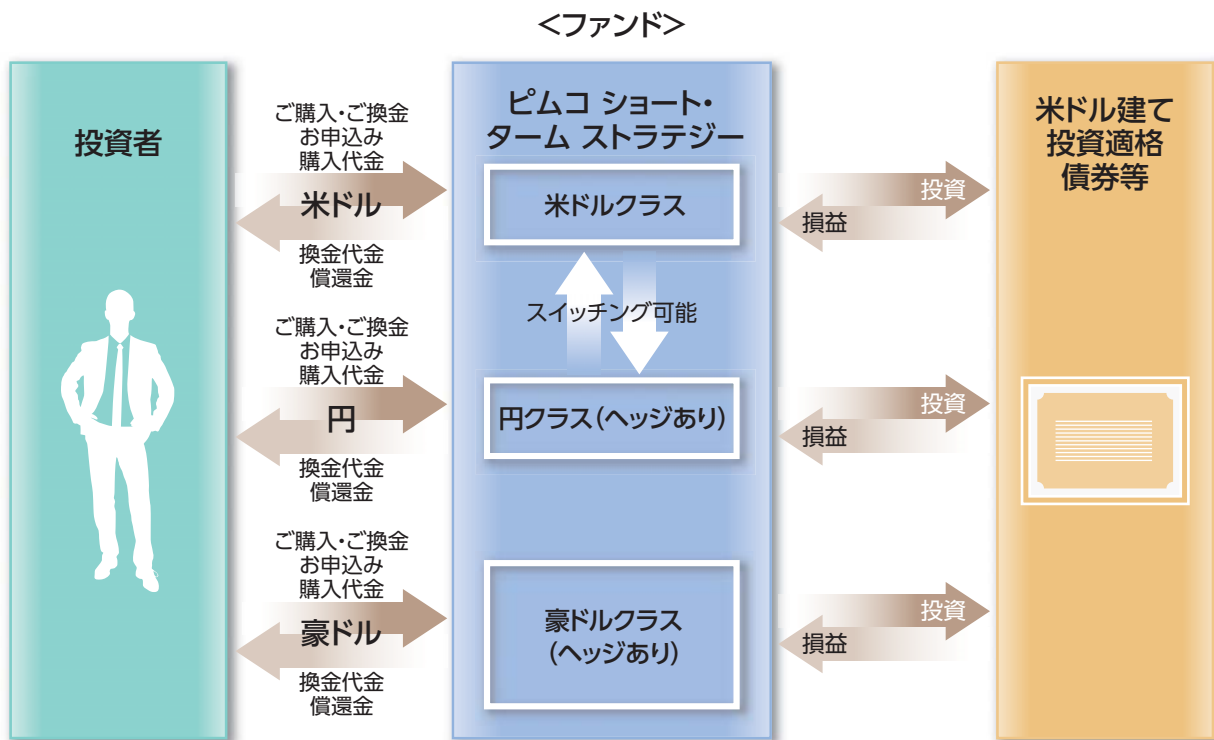 <ファンド>
投資者
ご購入・ご換金
お申込み
購入代金
米ドル
換金代金
償還金
ご購入・ご換金
お申込み
購入代金
円
換金代金
償還金
ご購入・ご換金
お申込み
購入代金
豪ドル
換金代金
償還金
ピムコ ショート・
ターム ストラテジー
米ドルクラス
スイッチング可能
円クラス(ヘッジあり)
豪ドルクラス
(ヘッジあり)
投資
損益
投資
損益
投資
損益
米ドル建て
投資適格
債券等